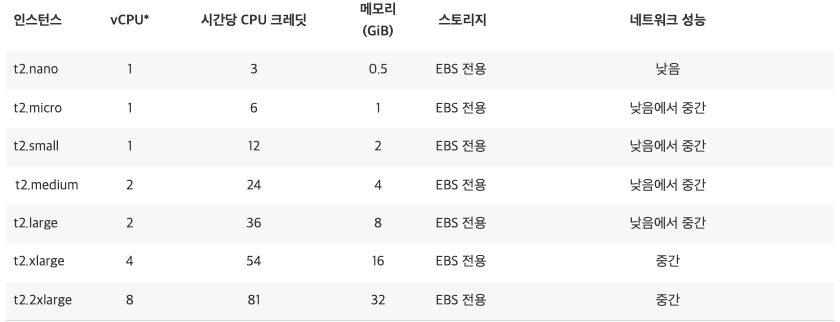 인스턴스 vCPU* 시간당 CPU 크레딧 메모리 (GiB) 스토리지 네트워크 성능
t2.nano 1 3 0.5 EBS 전용 낮음
t2.micro 1 6 1 EBS 전용 낮음에서 중간
t2.small 1 12 2 EBS 전용 낮음에서 중간
t2.medium 2 24 4 EBS 전용 낮음에서 중간
t2.large 2 36 8 EBS 전용 낮음에서 중간
t2.xlarge 4 54 16 EBS 전용 중간
t2.2xlarge 8 81 32 EBS 전용 중간